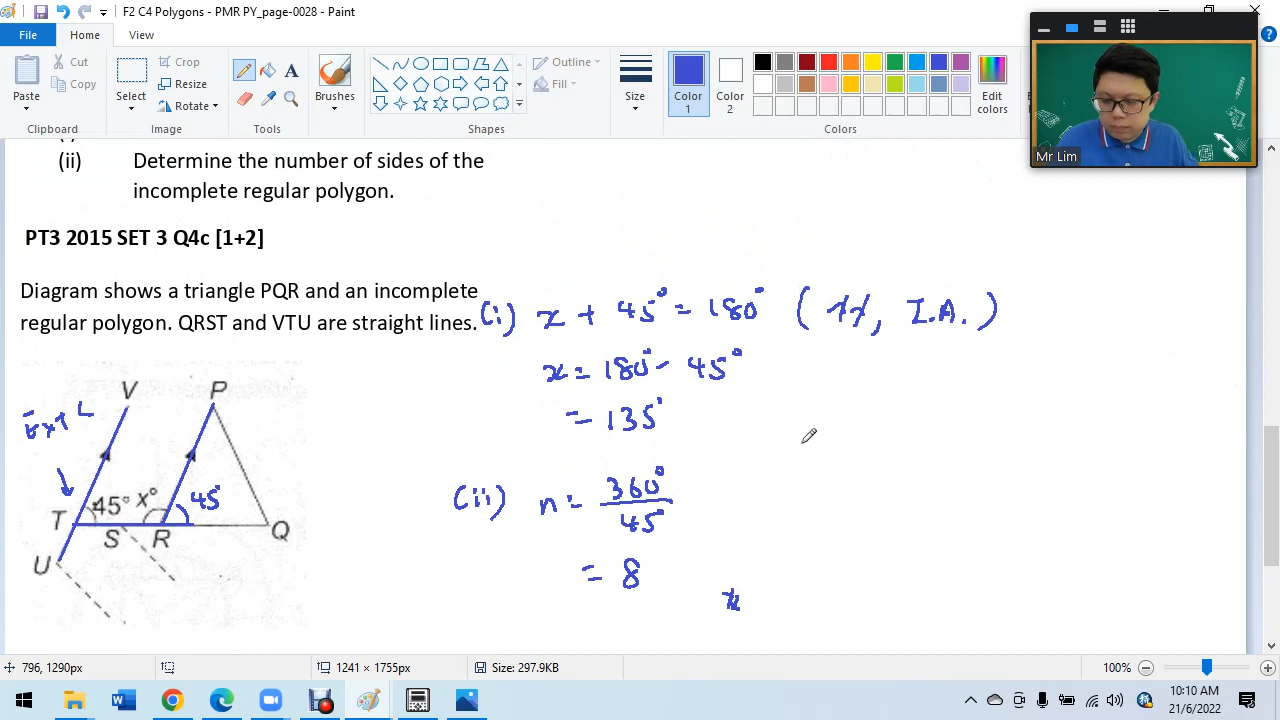 F2 C4 Polygons - PMR PY_page-0028 - Paint
File Home View
Paste Cut Copy Clipboard
Select Crop Resize Rotate Image
Tools
Brushes
Outline Fill Shapes
Size
Color 1 Color 2 Edit colors Colors
Mr Lim
(ii) Determine the number of sides of the
incomplete regular polygon.
PT3 2015 SET 3 Q4c [1+2]
Diagram shows a triangle PQR and an incomplete
regular polygon. QRST and VTU are straight lines.
(i) x + 45° = 180° ( //, I.A. )
x = 180° - 45°
= 135°
(ii) n = 360° / 45°
= 8
V P
Ext L
45° x° 45°
T S R Q
U
796, 1290px 1241 × 1755px Size: 297.9KB 100%
10:10 AM
21/6/2022